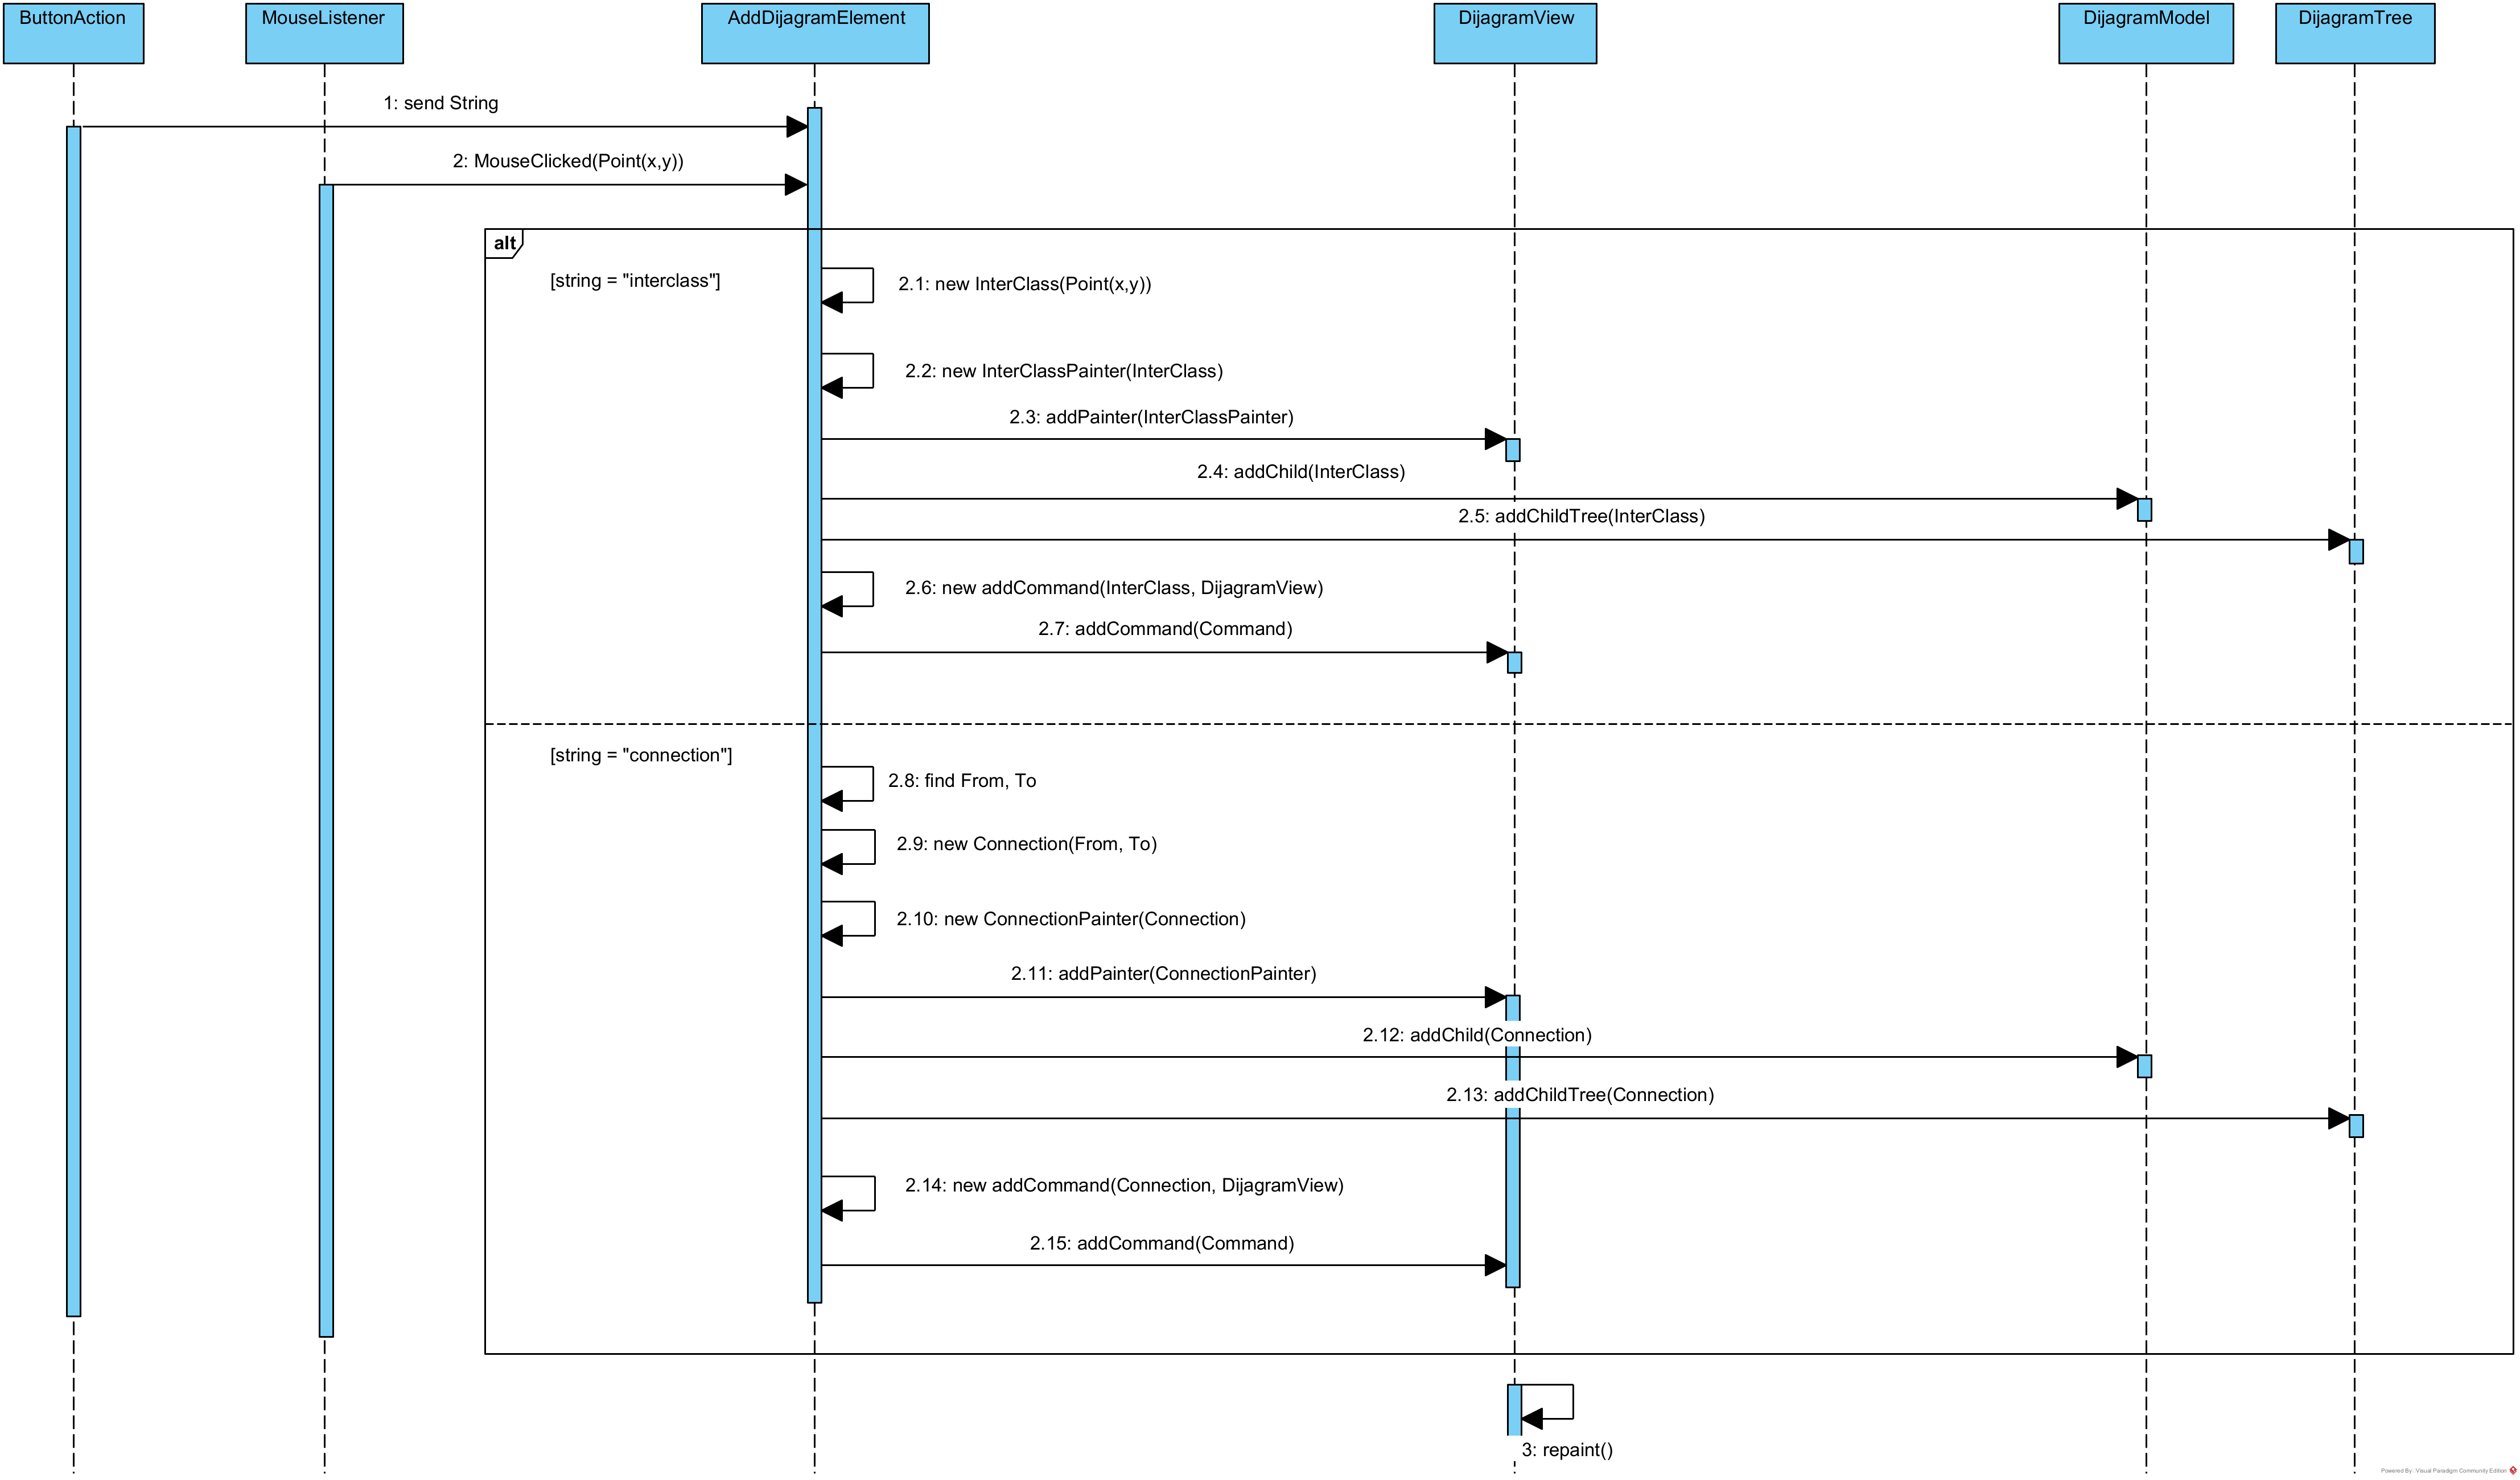 ButtonAction
MouseListener
AddDijagramElement
DijagramView
DijagramModel
DijagramTree
1: send String
2: MouseClicked(Point(x,y))
alt
[string = "interclass"]
2.1: new InterClass(Point(x,y))
2.2: new InterClassPainter(InterClass)
2.3: addPainter(InterClassPainter)
2.4: addChild(InterClass)
2.5: addChildTree(InterClass)
2.6: new addCommand(InterClass, DijagramView)
2.7: addCommand(Command)
[string = "connection"]
2.8: find From, To
2.9: new Connection(From, To)
2.10: new ConnectionPainter(Connection)
2.11: addPainter(ConnectionPainter)
2.12: addChild(Connection)
2.13: addChildTree(Connection)
2.14: new addCommand(Connection, DijagramView)
2.15: addCommand(Command)
3: repaint()
Powered By Visual Paradigm Community Edition